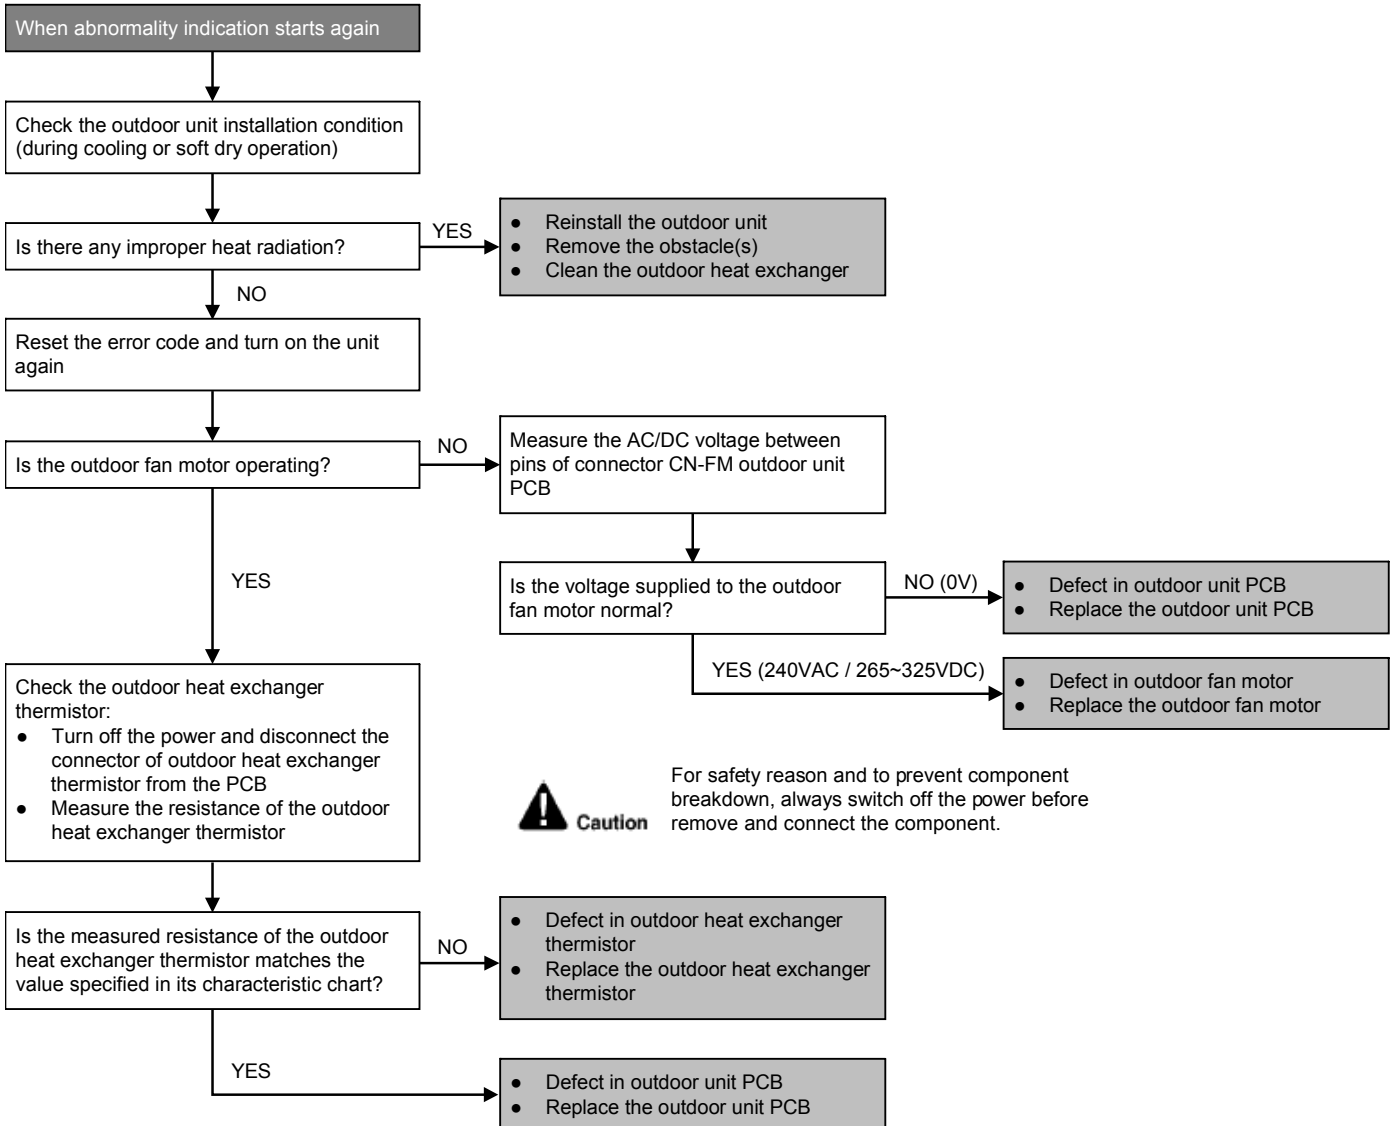 When abnormality indication starts again
Check the outdoor unit installation condition
(during cooling or soft dry operation)
Is there any improper heat radiation?
YES
● Reinstall the outdoor unit
● Remove the obstacle(s)
● Clean the outdoor heat exchanger
NO
Reset the error code and turn on the unit
again
Is the outdoor fan motor operating?
NO
Measure the AC/DC voltage between
pins of connector CN-FM outdoor unit
PCB
YES
Is the voltage supplied to the outdoor
fan motor normal?
NO (0V)
● Defect in outdoor unit PCB
● Replace the outdoor unit PCB
YES (240VAC / 265~325VDC)
● Defect in outdoor fan motor
● Replace the outdoor fan motor
Check the outdoor heat exchanger
thermistor:
● Turn off the power and disconnect the
connector of outdoor heat exchanger
thermistor from the PCB
● Measure the resistance of the outdoor
heat exchanger thermistor
Caution
For safety reason and to prevent component
breakdown, always switch off the power before
remove and connect the component.
Is the measured resistance of the outdoor
heat exchanger thermistor matches the
value specified in its characteristic chart?
NO
● Defect in outdoor heat exchanger
thermistor
● Replace the outdoor heat exchanger
thermistor
YES
● Defect in outdoor unit PCB
● Replace the outdoor unit PCB